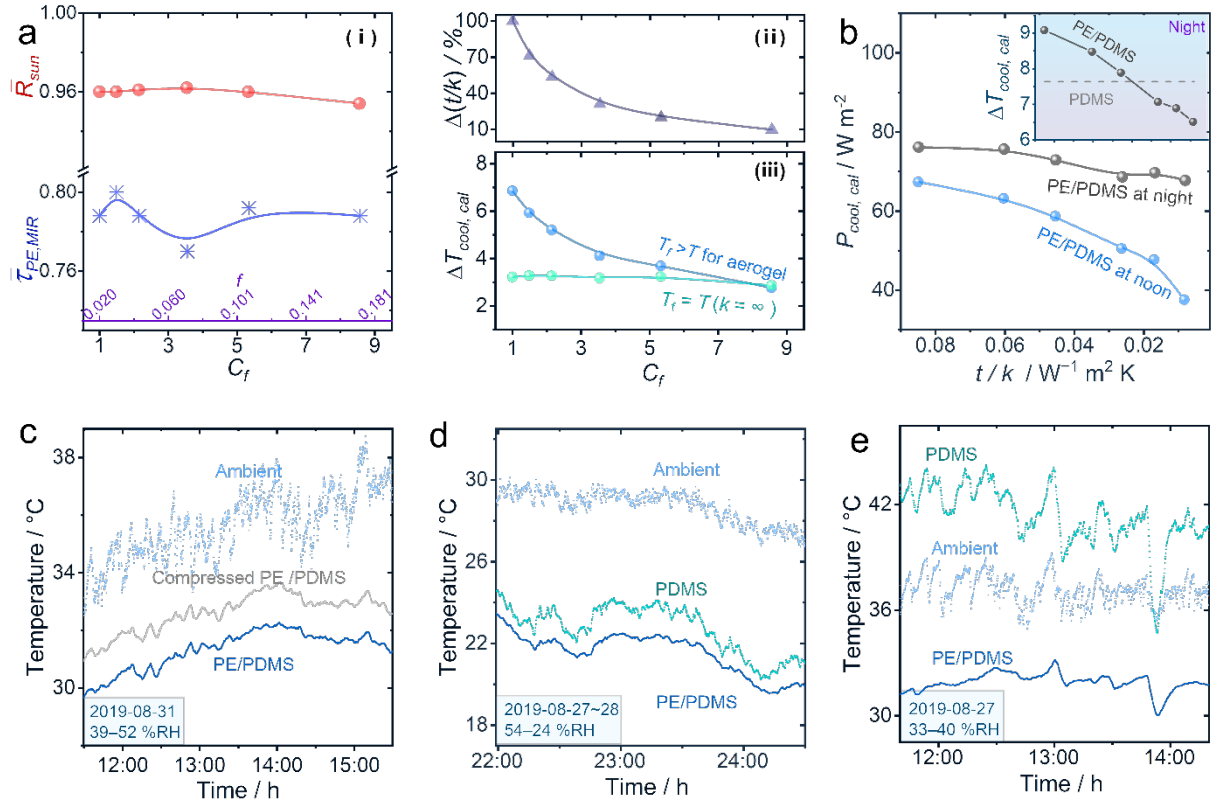 a
1.00
(i)
R̄sun
0.96
0.80
τ̄PE,MIR
0.76
f
0.020 0.060 0.101 0.141 0.181
1 3 5 7 9
Cf
(ii)
Δ(t/k) / %
100
70
40
10
(iii)
ΔTcool, cal
8
6
4
2
Tf >T for aerogel
Tf = T (k = ∞ )
1 2 3 4 5 6 7 8 9
Cf
b
Pcool,cal / W m-2
100
80
60
40
Night
ΔTcool, cal
9
8
7
6
PE/PDMS
PDMS
PE/PDMS at night
PE/PDMS at noon
0.08 0.06 0.04 0.02
t / k / W−1 m2 K
c
Temperature / °C
38
34
30
Ambient
Compressed PE /PDMS
PE/PDMS
2019-08-31
39–52 %RH
12:00 13:00 14:00 15:00
Time / h
d
Temperature / °C
30
26
22
18
Ambient
PDMS
PE/PDMS
2019-08-27~28
54–24 %RH
22:00 23:00 24:00
Time / h
e
Temperature / °C
42
36
30
PDMS
Ambient
PE/PDMS
2019-08-27
33–40 %RH
12:00 13:00 14:00
Time / h